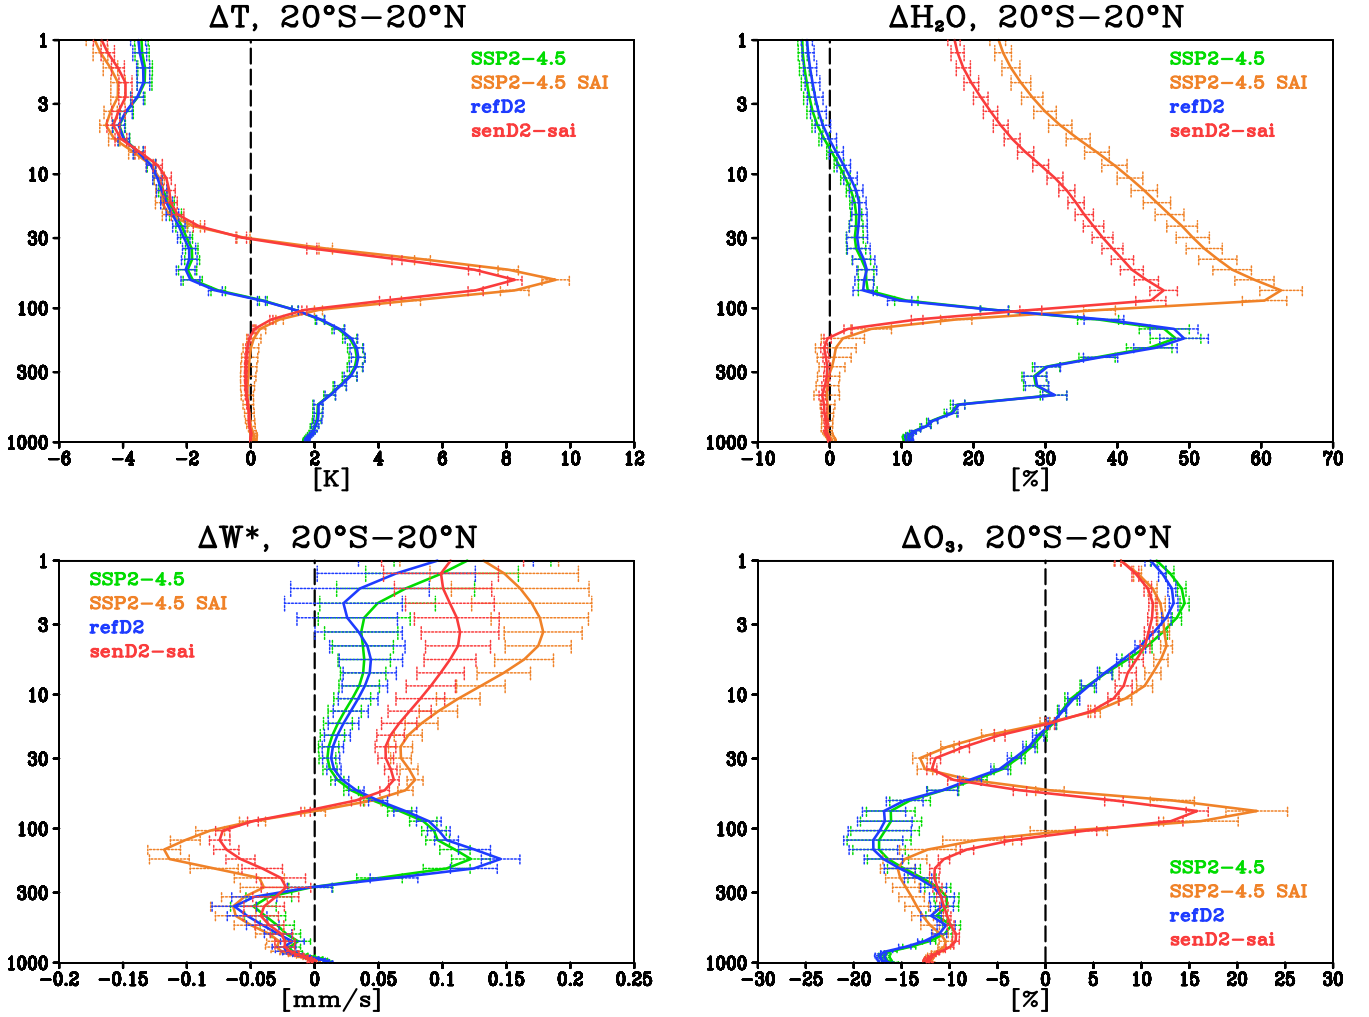 ΔT, 20°S−20°N
1
3
10
30
100
300
1000
SSP2−4.5
SSP2−4.5 SAI
refD2
senD2−sai
−6 −4 −2 0 2 4 6 8 10 12
[K]
ΔH₂O, 20°S−20°N
1
3
10
30
100
300
1000
SSP2−4.5
SSP2−4.5 SAI
refD2
senD2−sai
−10 0 10 20 30 40 50 60 70
[%]
ΔW*, 20°S−20°N
1
3
10
30
100
300
1000
SSP2−4.5
SSP2−4.5 SAI
refD2
senD2−sai
−0.2 −0.15 −0.1 −0.05 0 0.05 0.1 0.15 0.2 0.25
[mm/s]
ΔO₃, 20°S−20°N
1
3
10
30
100
300
1000
SSP2−4.5
SSP2−4.5 SAI
refD2
senD2−sai
−30 −25 −20 −15 −10 −5 0 5 10 15 20 25 30
[%]